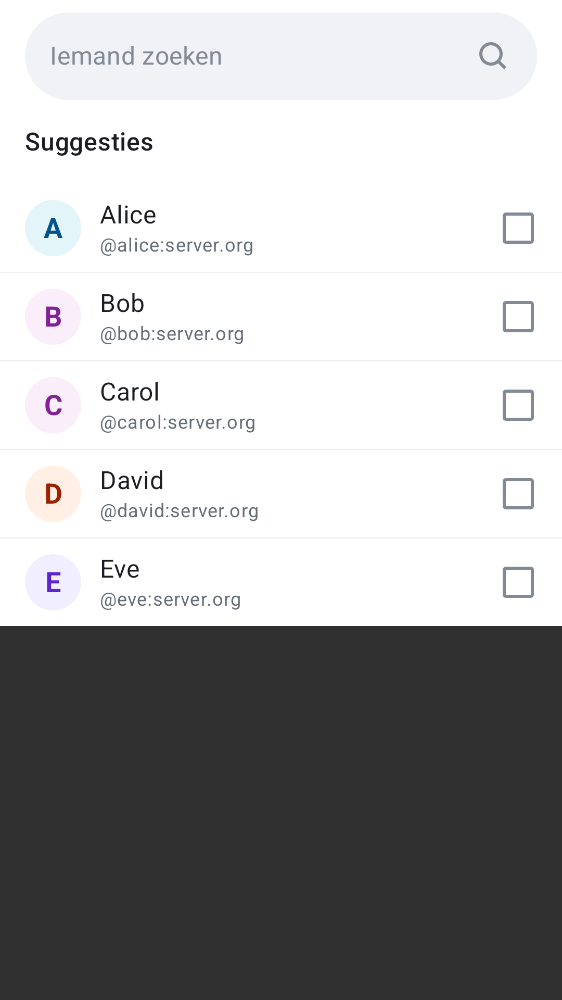 Iemand zoeken
Suggesties
A
Alice
@alice:server.org
B
Bob
@bob:server.org
C
Carol
@carol:server.org
D
David
@david:server.org
E
Eve
@eve:server.org